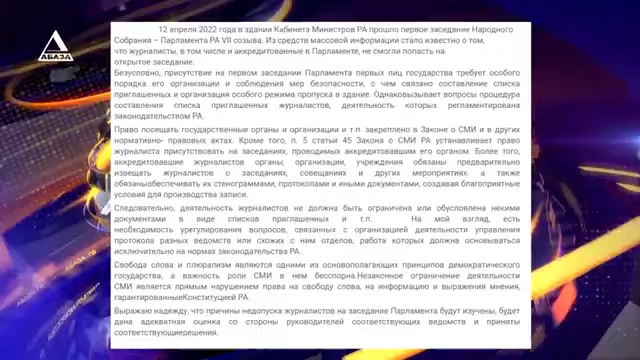 АБАЗА
12 апреля 2022 года в здании Кабинета Министров РА прошло первое заседание Народного
Собрания – Парламента РА VII созыва. Из средств массовой информации стало известно о том,
что журналисты, в том числе и аккредитованные в Парламенте, не смогли попасть на
открытое заседание.
Безусловно, присутствие на первом заседании Парламента первых лиц государства требует особого
порядка его организации и соблюдения мер безопасности, с чем связано составление списка
приглашенных и организация особого режима пропуска в здание. Однаковызывает вопросы процедура
составления списка приглашенных журналистов, деятельность которых регламентирована
законодательством РА.
Право посещать государственные органы и организации и т.п. закреплено в Законе о СМИ и в других
нормативно- правовых актах. Кроме того, п. 5 статьи 45 Закона о СМИ РА устанавливает право
журналиста присутствовать на заседаниях, проводимых аккредитовавшим его органом. Более того,
аккредитовавшие журналистов органы, организации, учреждения обязаны предварительно
извещать журналистов о заседаниях, совещаниях и других мероприятиях, а также
обязаныобеспечивать их стенограммами, протоколами и иными документами, создавая благоприятные
условия для производства записи.
Следовательно, деятельность журналистов не должна быть ограничена или обусловлена некими
документами в виде списков приглашенных и т.п. На мой взгляд, есть
необходимость урегулирования вопросов, связанных с организацией деятельности управления
протокола разных ведомств или схожих с ним отделов, работа которых должна основываться
исключительно на нормах законодательства РА.
Свобода слова и плюрализм являются одними из основополагающих принципов демократического
государства, а важность роли СМИ в нем бесспорна.Незаконное ограничение деятельности
СМИ является прямым нарушением права на свободу слова, на информацию и выражения мнения,
гарантированныеКонституцией РА.
Выражаю надежду, что причины недопуска журналистов на заседание Парламента будут изучены, будет
дана адекватная оценка со стороны руководителей соответствующих ведомств и приняты
соответствующиерешения.